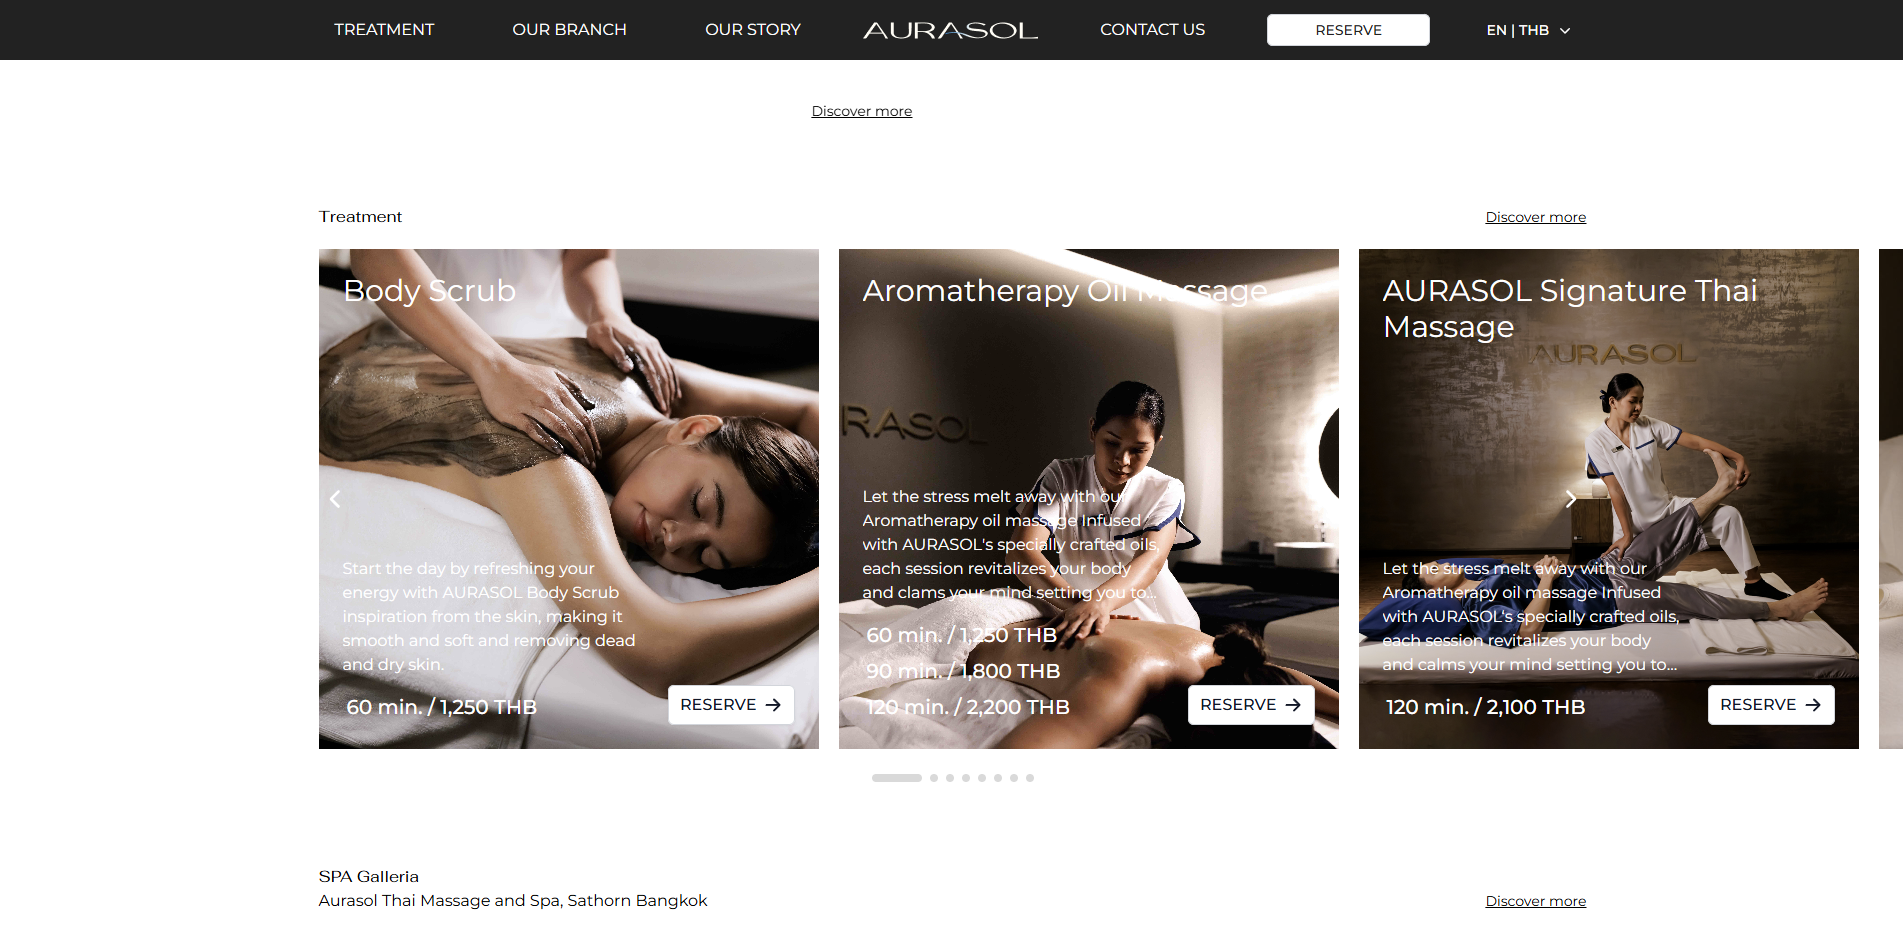 TREATMENT
OUR BRANCH
OUR STORY
AURASOL
CONTACT US
RESERVE
EN | THB
Discover more
Treatment
Discover more
Body Scrub
Start the day by refreshing your
energy with AURASOL Body Scrub
inspiration from the skin, making it
smooth and soft and removing dead
and dry skin.
60 min. / 1,250 THB
RESERVE
Aromatherapy Oil Massage
RASOL
Let the stress melt away with our
Aromatherapy oil massage Infused
with AURASOL's specially crafted oils,
each session revitalizes your body
and clams your mind setting you to...
60 min. / 1,250 THB
90 min. / 1,800 THB
120 min. / 2,200 THB
RESERVE
AURASOL Signature Thai
Massage
AURASOL
Let the stress melt away with our
Aromatherapy oil massage Infused
with AURASOL's specially crafted oils,
each session revitalizes your body
and calms your mind setting you to...
120 min. / 2,100 THB
RESERVE
SPA Galleria
Aurasol Thai Massage and Spa, Sathorn Bangkok
Discover more